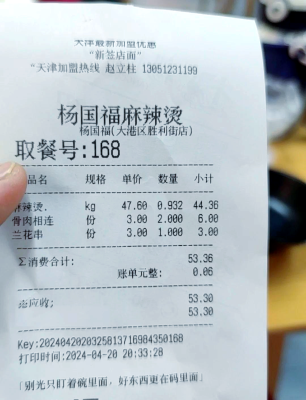 天津最新加盟优惠
"新签店面"
"天津加盟热线 赵立柱 13051231199
杨国福麻辣烫
杨国福(大港区胜利街店)
取餐号:168
品名 规格 单价 数量 小计
麻辣烫. kg 47.60 0.932 44.36
骨肉相连 份 3.00 2.000 6.00
兰花串 份 3.00 1.000 3.00
Σ消费合计: 53.36
账单元整: 0.06
应收: 53.30
53.30
Key:20240420203258137169843501​68
打印时间:2024-04-20 20:33:28
「别光只盯着碗里面，好东西更在码里面」